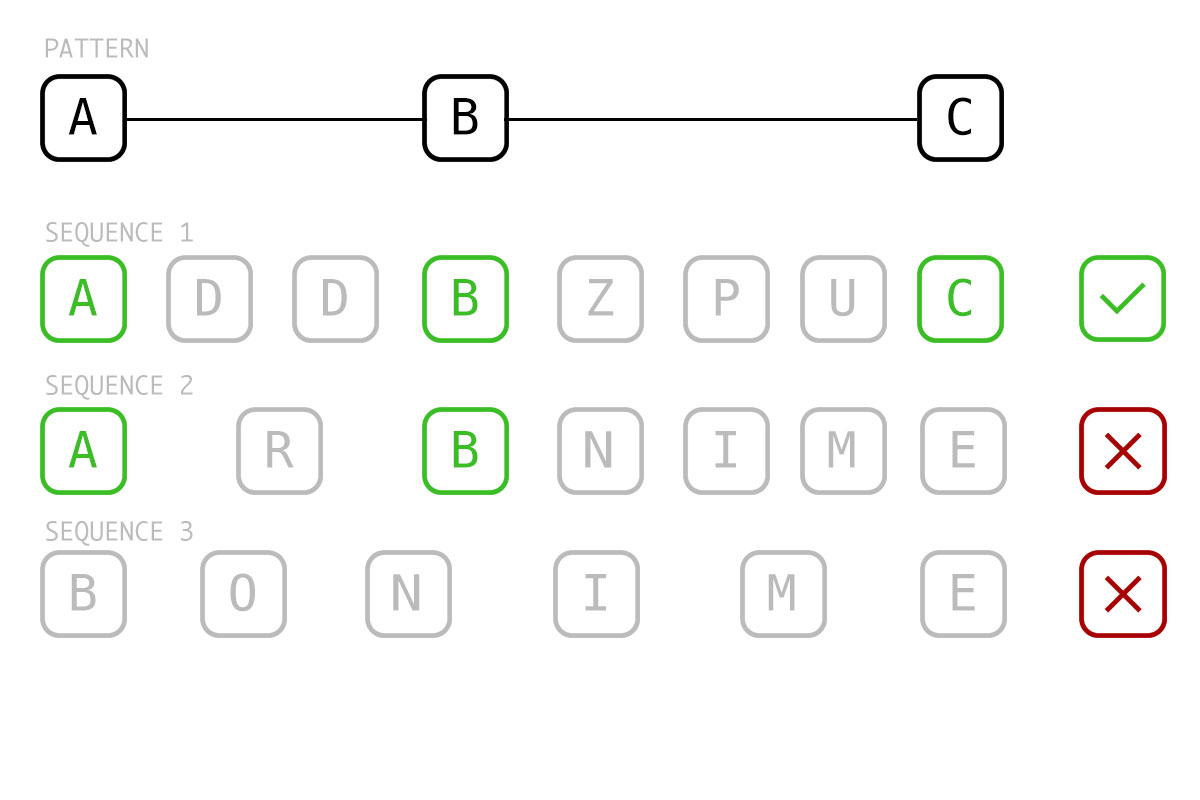 PATTERN
A B C
SEQUENCE 1
A D D B Z P U C
SEQUENCE 2
A R B N I M E
SEQUENCE 3
B O N I M E